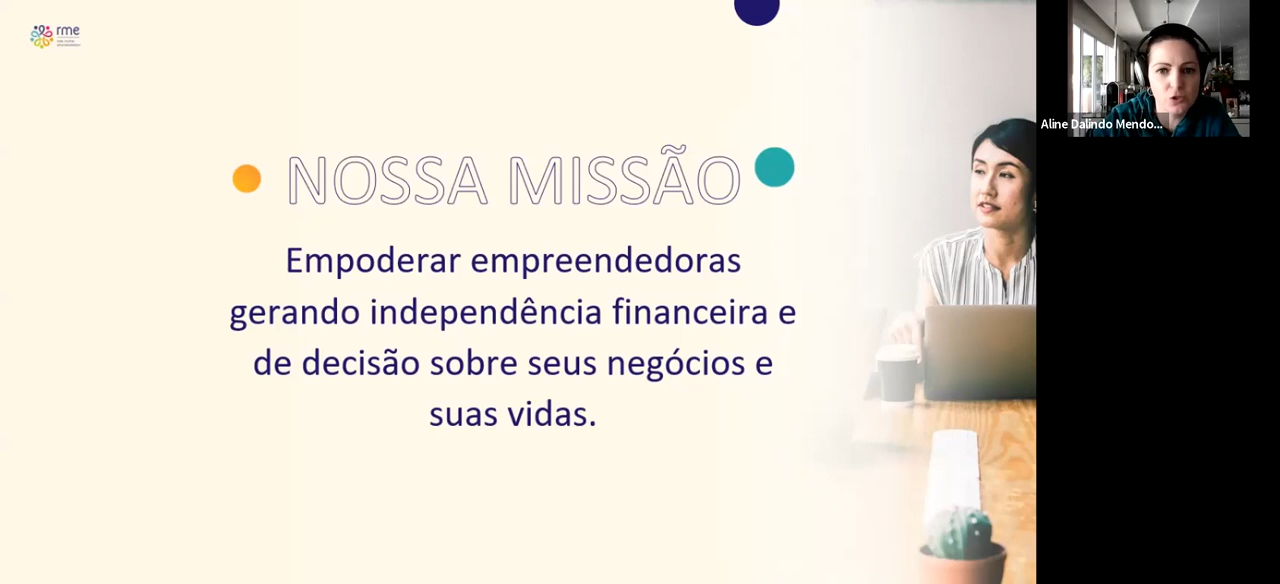 rme
NOSSA MISSÃO
Empoderar empreendedoras
gerando independência financeira e
de decisão sobre seus negócios e
suas vidas.
Aline Dalindo Mendo...